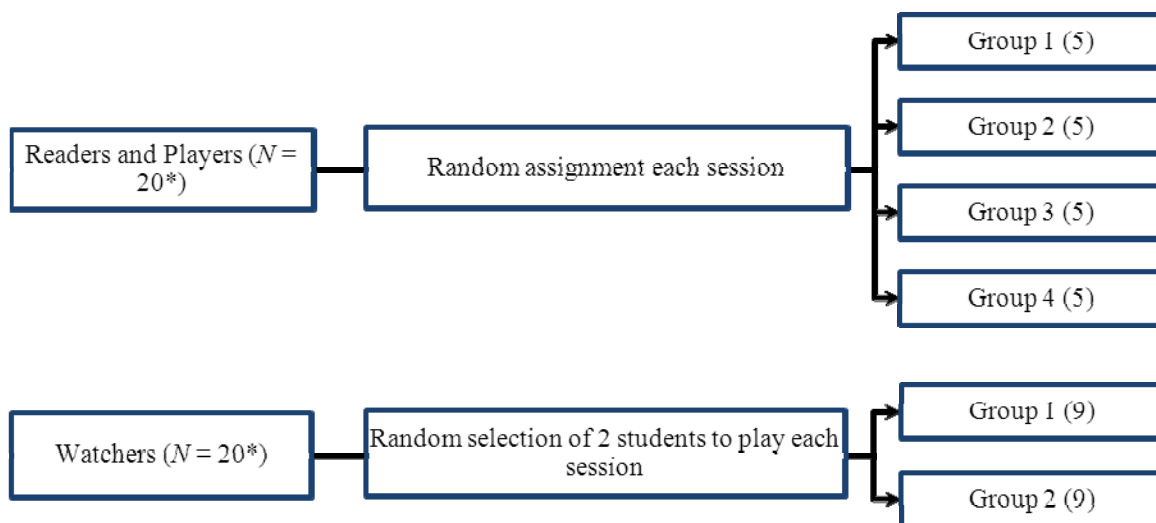 Group 1 (5)
Group 2 (5)
Readers and Players (N =
20*)
Random assignment each session
Group 3 (5)
Group 4 (5)
Group 1 (9)
Watchers (N = 20*)
Random selection of 2 students to play each
session
Group 2 (9)